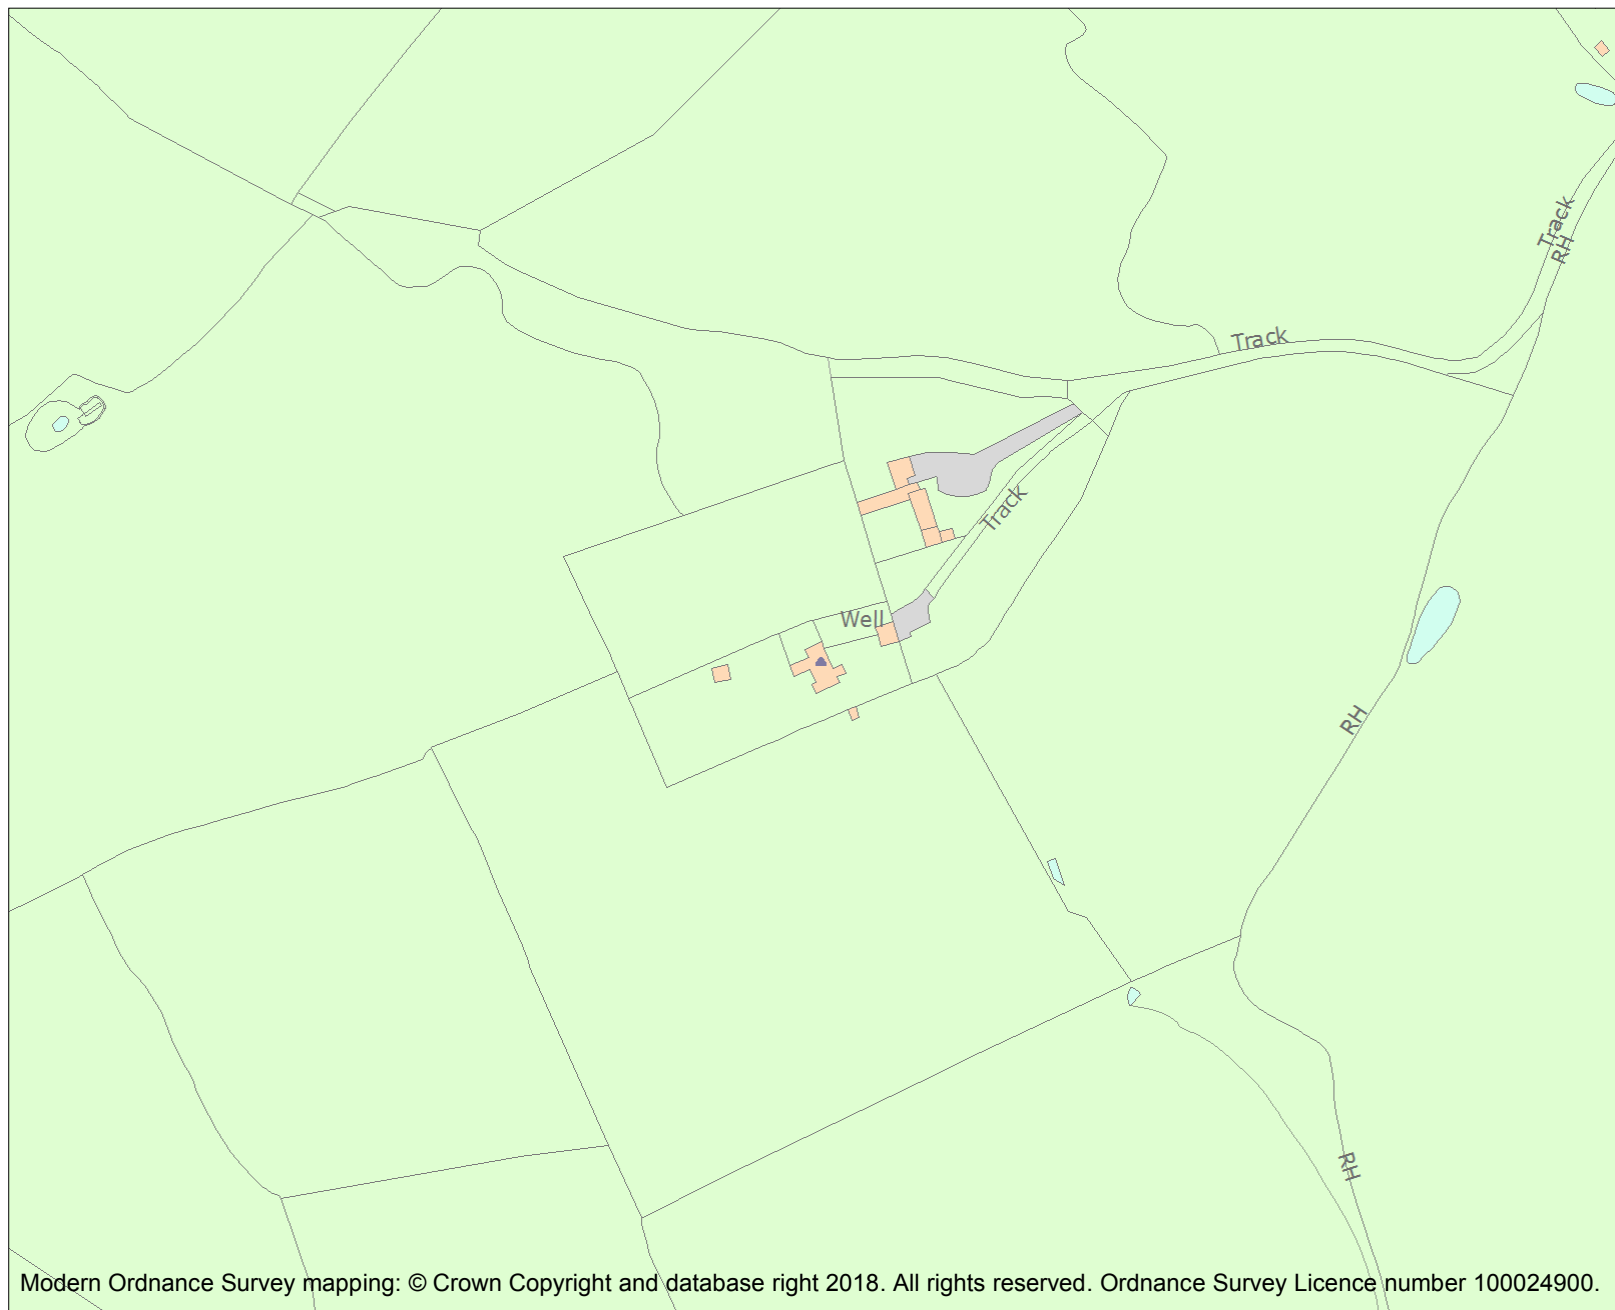 Track
RH
Track
Track
Well
RH
RH
Modern Ordnance Survey mapping: © Crown Copyright and database right 2018. All rights reserved. Ordnance Survey Licence number 100024900.